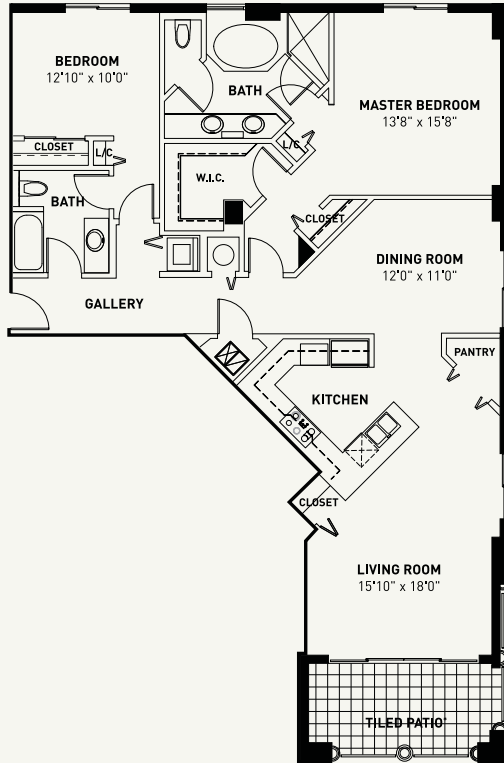 BEDROOM
12'10" x 10'0"
BATH
MASTER BEDROOM
13'8" x 15'8"
CLOSET
L/C
L/C
W.I.C.
BATH
CLOSET
DINING ROOM
12'0" x 11'0"
GALLERY
PANTRY
KITCHEN
CLOSET
LIVING ROOM
15'10" x 18'0"
TILED PATIO*